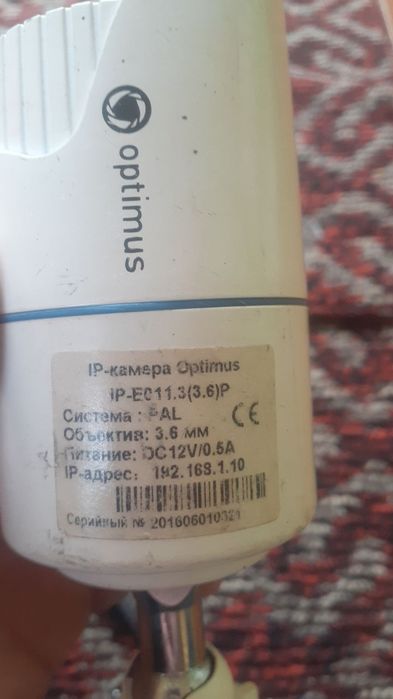 optimus
IP-камера Optimus
IP-E011.3(3.6)P
Система : PAL
CE
Объектив: 3.6 мм
Питание: DC12V/0.5A
IP-адрес: 192.168.1.10
Серийный №